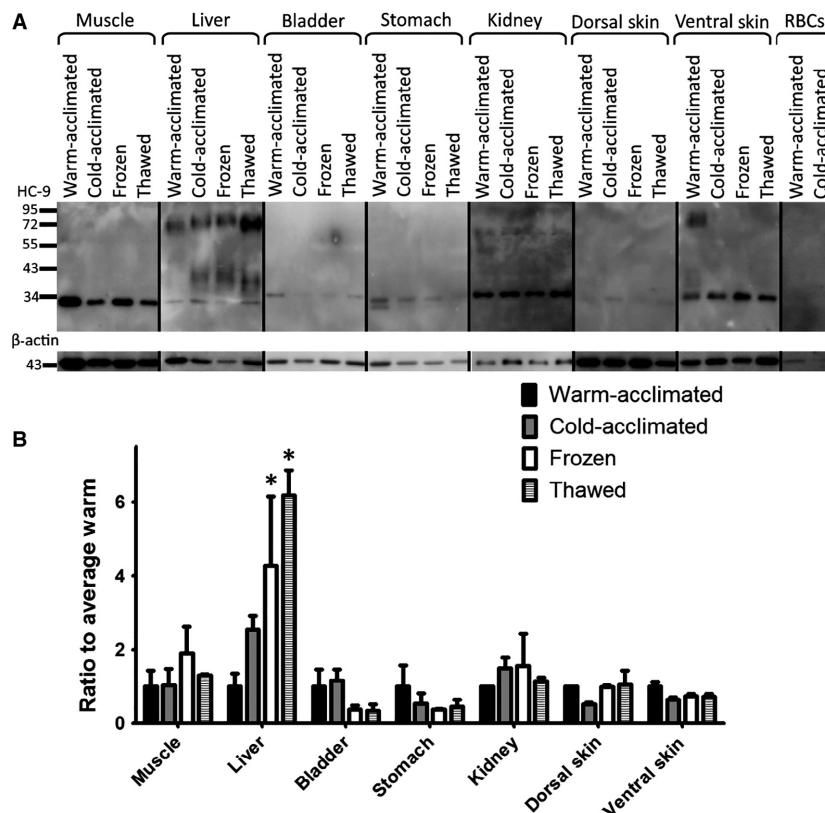 A
Muscle Liver Bladder Stomach Kidney Dorsal skin Ventral skin RBCs
Warm-acclimated Cold-acclimated Frozen Thawed Warm-acclimated Cold-acclimated Frozen Thawed Warm-acclimated Cold-acclimated Frozen Thawed Warm-acclimated Cold-acclimated Frozen Thawed Warm-acclimated Cold-acclimated Frozen Thawed Warm-acclimated Cold-acclimated Frozen Thawed Warm-acclimated Cold-acclimated Frozen Thawed Warm-acclimated Cold-acclimated
HC-9
95
72
55
43
34
β-actin
43
Warm-acclimated
Cold-acclimated
Frozen
Thawed
B
Ratio to average warm
6
4
2
0
* *
Muscle Liver Bladder Stomach Kidney Dorsal skin Ventral skin